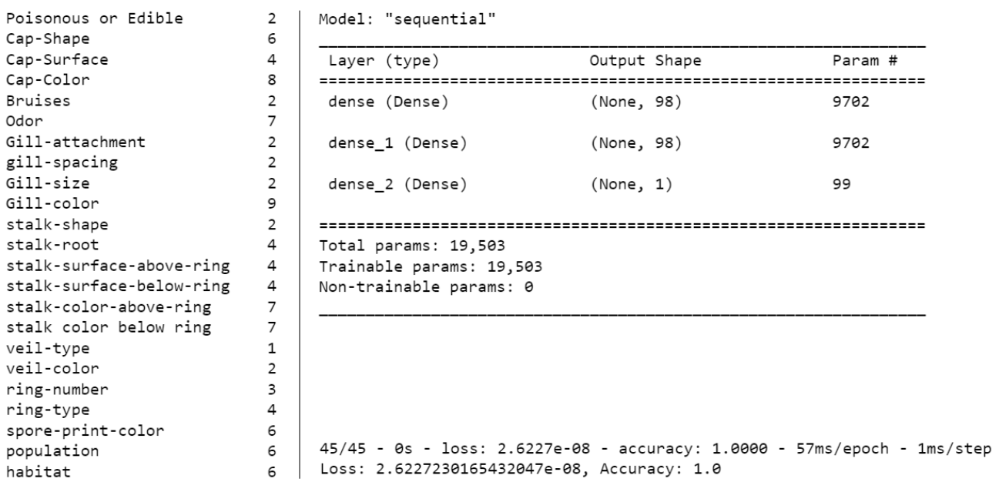 Poisonous or Edible 2
Cap-Shape 6
Cap-Surface 4
Cap-Color 8
Bruises 2
Odor 7
Gill-attachment 2
gill-spacing 2
Gill-size 2
Gill-color 9
stalk-shape 2
stalk-root 4
stalk-surface-above-ring 4
stalk-surface-below-ring 4
stalk-color-above-ring 7
stalk color below ring 7
veil-type 1
veil-color 2
ring-number 3
ring-type 4
spore-print-color 6
population 6
habitat 6
Model: "sequential"
Layer (type) Output Shape Param #
dense (Dense) (None, 98) 9702
dense_1 (Dense) (None, 98) 9702
dense_2 (Dense) (None, 1) 99
Total params: 19,503
Trainable params: 19,503
Non-trainable params: 0
45/45 - 0s - loss: 2.6227e-08 - accuracy: 1.0000 - 57ms/epoch - 1ms/step
Loss: 2.6227230165432047e-08, Accuracy: 1.0